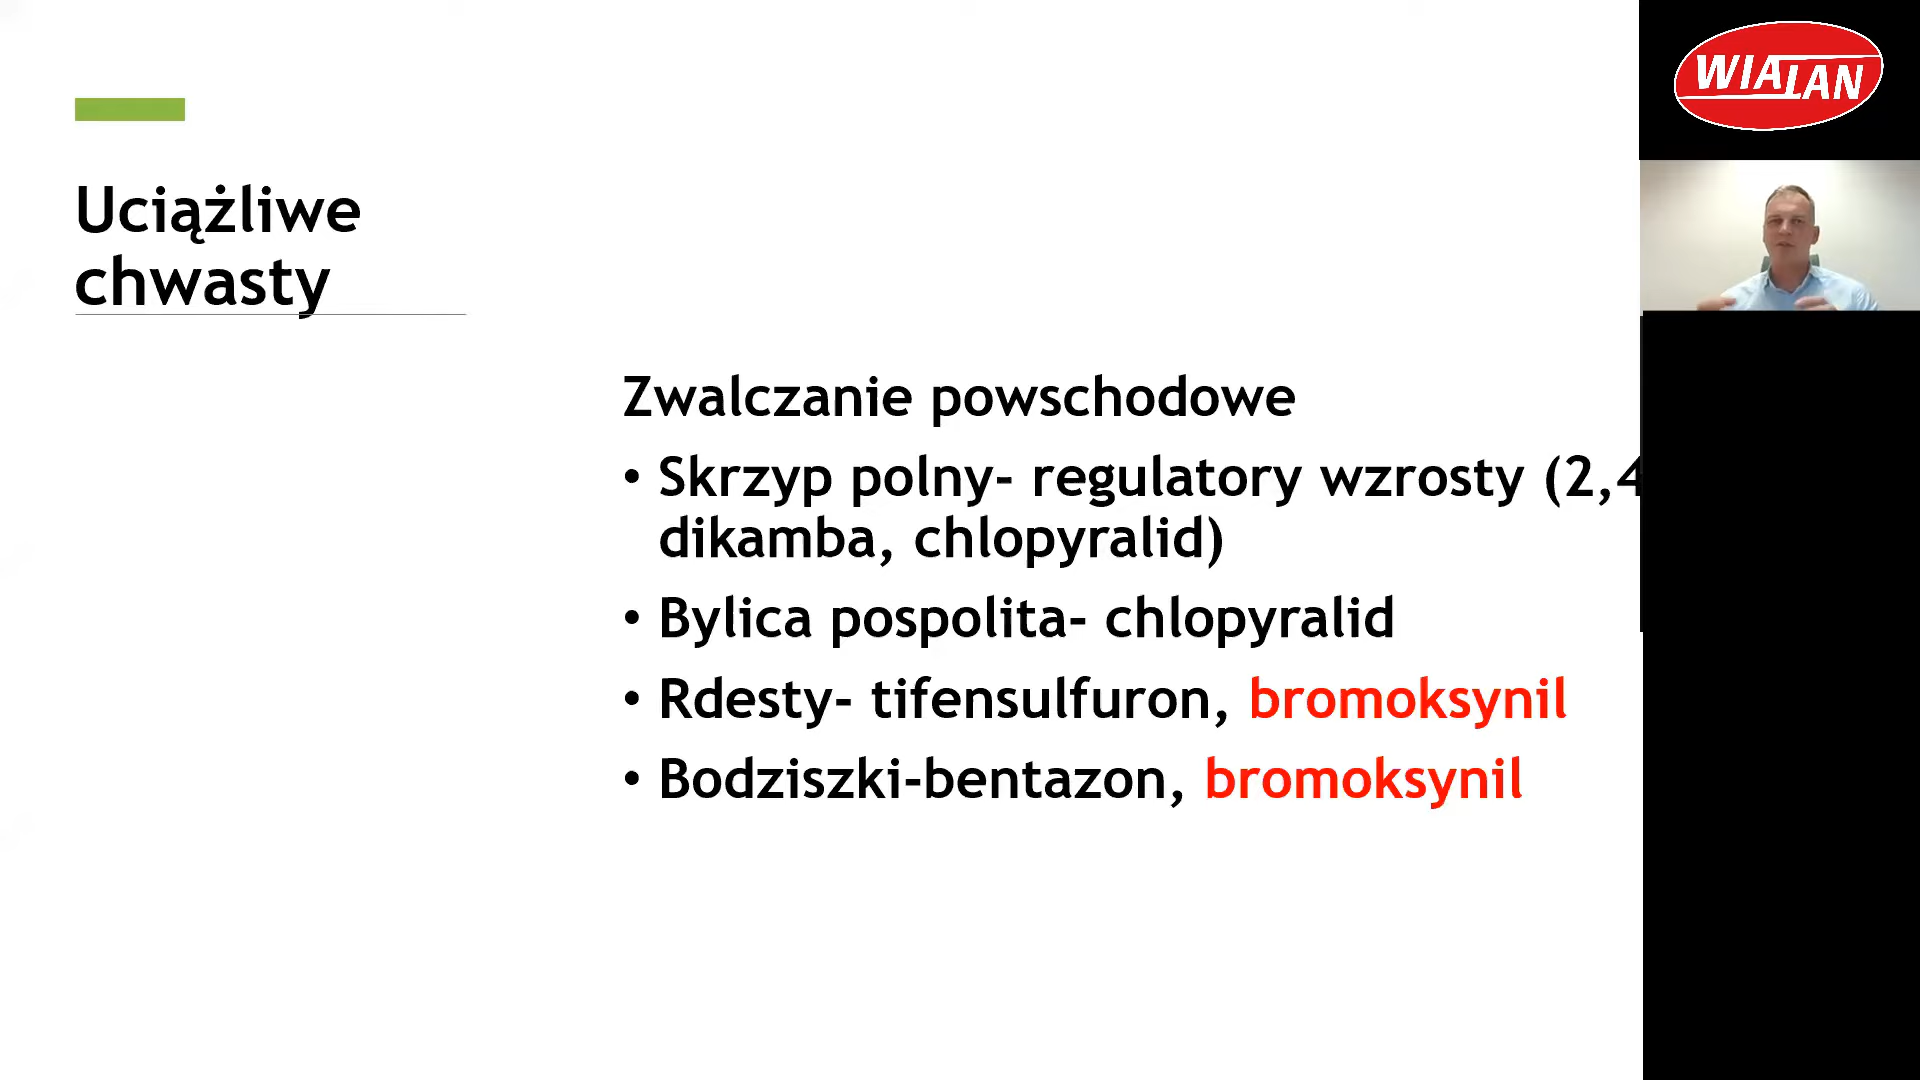 WIALAN
Uciążliwe
chwasty
Zwalczanie powschodowe
• Skrzyp polny- regulatory wzrosty (2,4
dikamba, chlopyralid)
• Bylica pospolita- chlopyralid
• Rdesty- tifensulfuron, bromoksynil
• Bodziszki-bentazon, bromoksynil